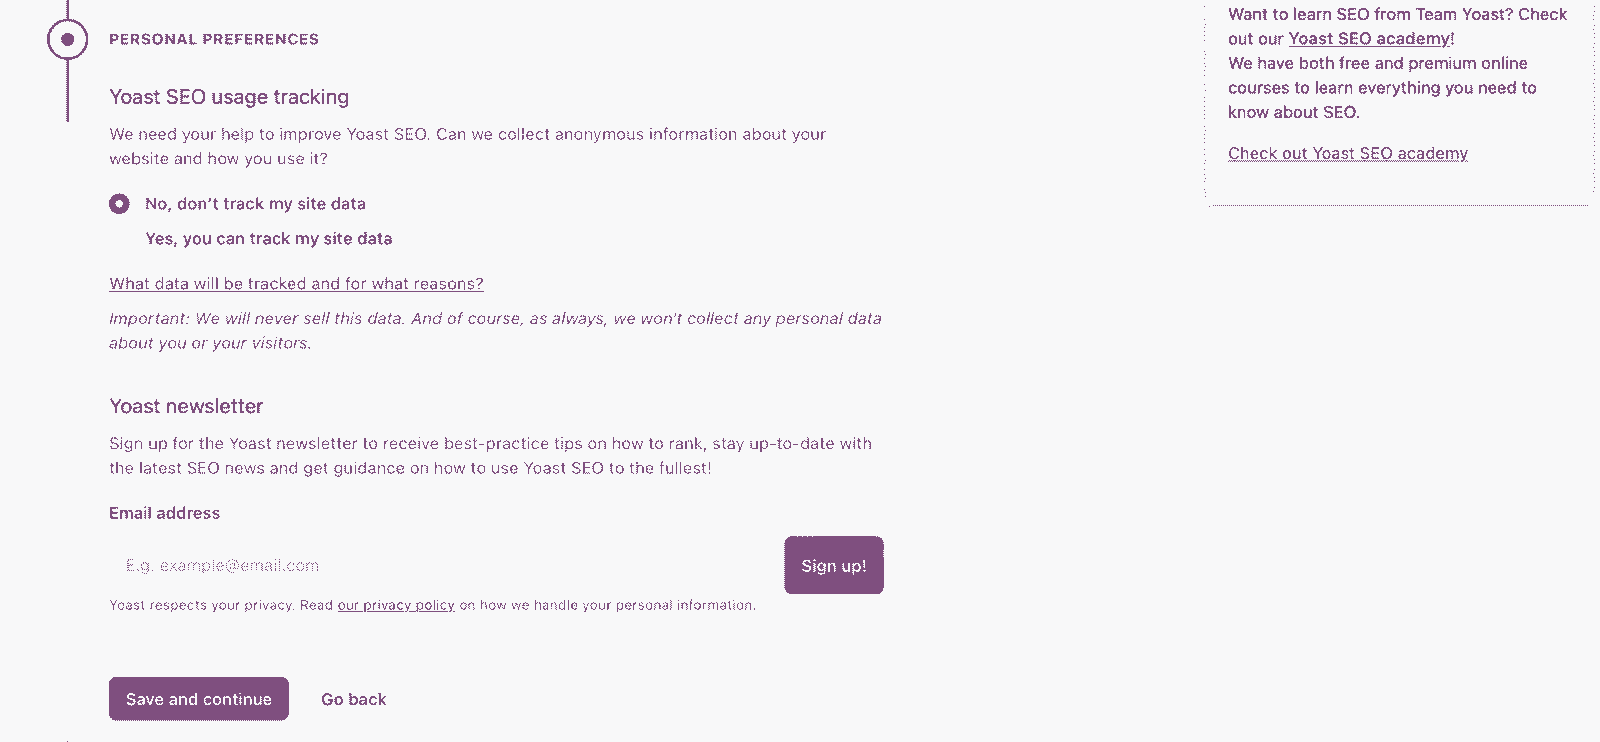 PERSONAL PREFERENCES
Yoast SEO usage tracking
We need your help to improve Yoast SEO. Can we collect anonymous information about your
website and how you use it?
No, don't track my site data
Yes, you can track my site data
What data will be tracked and for what reasons?
Important: We will never sell this data. And of course, as always, we won't collect any personal data
about you or your visitors.
Yoast newsletter
Sign up for the Yoast newsletter to receive best-practice tips on how to rank, stay up-to-date with
the latest SEO news and get guidance on how to use Yoast SEO to the fullest!
Email address
E.g. example@email.com
Sign up!
Yoast respects your privacy. Read our privacy policy on how we handle your personal information.
Save and continue
Go back
Want to learn SEO from Team Yoast? Check
out our Yoast SEO academy!
We have both free and premium online
courses to learn everything you need to
know about SEO.
Check out Yoast SEO academy